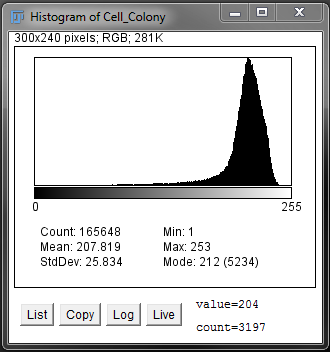 Histogram of Cell_Colony
300x240 pixels; RGB; 281K
0 255
Count: 165648 Min: 1
Mean: 207.819 Max: 253
StdDev: 25.834 Mode: 212 (5234)
List Copy Log Live value=204
count=3197